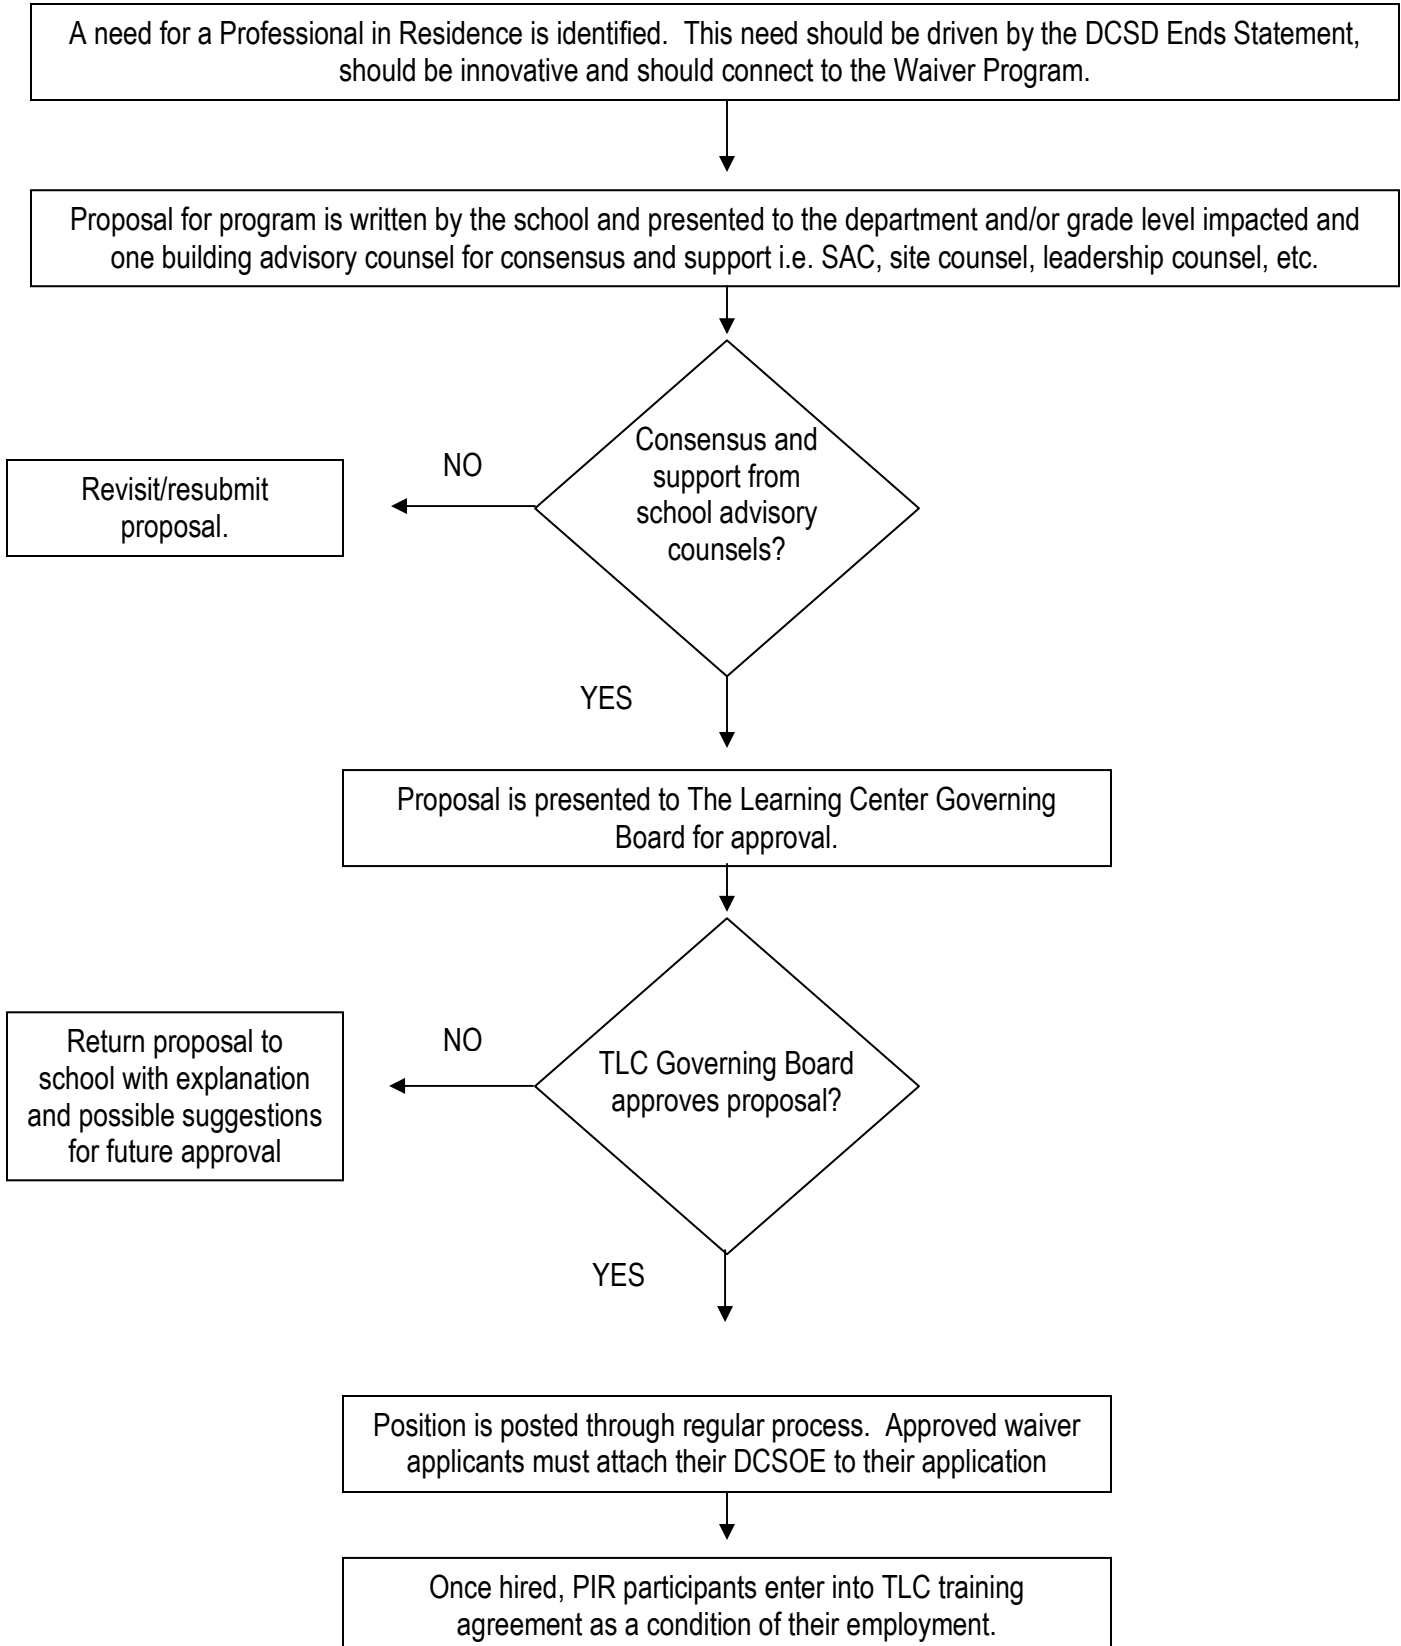 A need for a Professional in Residence is identified.  This need should be driven by the DCSD Ends Statement,
should be innovative and should connect to the Waiver Program.
Proposal for program is written by the school and presented to the department and/or grade level impacted and
one building advisory counsel for consensus and support i.e. SAC, site counsel, leadership counsel, etc.
Consensus and
support from
school advisory
counsels?
NO
Revisit/resubmit
proposal.
YES
Proposal is presented to The Learning Center Governing
Board for approval.
TLC Governing Board
approves proposal?
NO
Return proposal to
school with explanation
and possible suggestions
for future approval
YES
Position is posted through regular process.  Approved waiver
applicants must attach their DCSOE to their application
Once hired, PIR participants enter into TLC training
agreement as a condition of their employment.